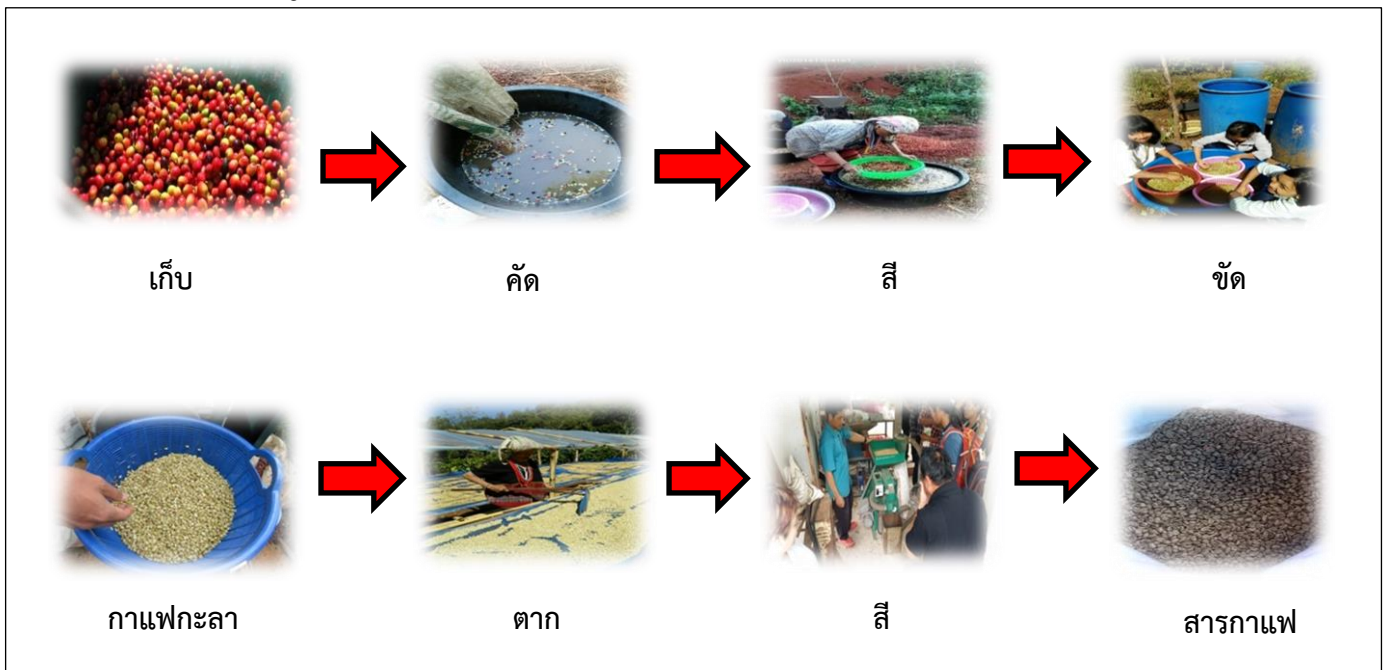 เก็บ
คัด
สี
ขัด
กาแฟกะลา
ตาก
สี
สารกาแฟ